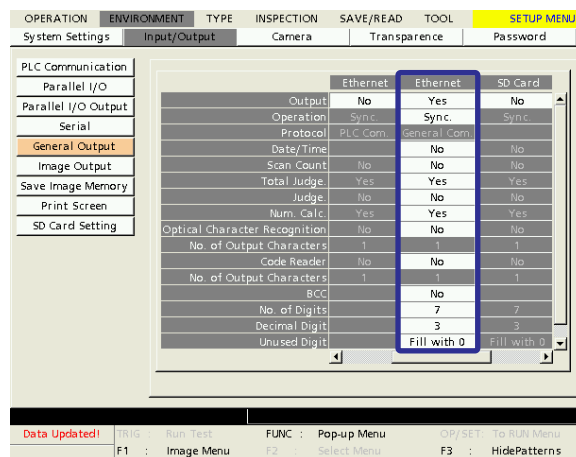 OPERATION ENVIRONMENT TYPE INSPECTION SAVE/READ TOOL SETUP MENU
System Settings Input/Output Camera Transparence Password
PLC Communication
Parallel I/O
Parallel I/O Output
Serial
General Output
Image Output
Save Image Memory
Print Screen
SD Card Setting
Ethernet Ethernet SD Card
Output No Yes No
Operation Sync. Sync. Sync.
Protocol PLC Com. General Com.
Date/Time No No
Scan Count No No No
Total Judge. Yes Yes Yes
Judge. No No No
Num. Calc. Yes Yes Yes
Optical Character Recognition No No No
No. of Output Characters 1 1 1
Code Reader No No No
No. of Output Characters 1 1 1
BCC No
No. of Digits 7 7
Decimal Digit 3 3
Unused Digit Fill with 0 Fill with 0
Data Updated! TRIG : Run Test FUNC : Pop-up Menu OP/SET: To RUN Menu
F1 : Image Menu F2 : Select Menu F3 : HidePatterns